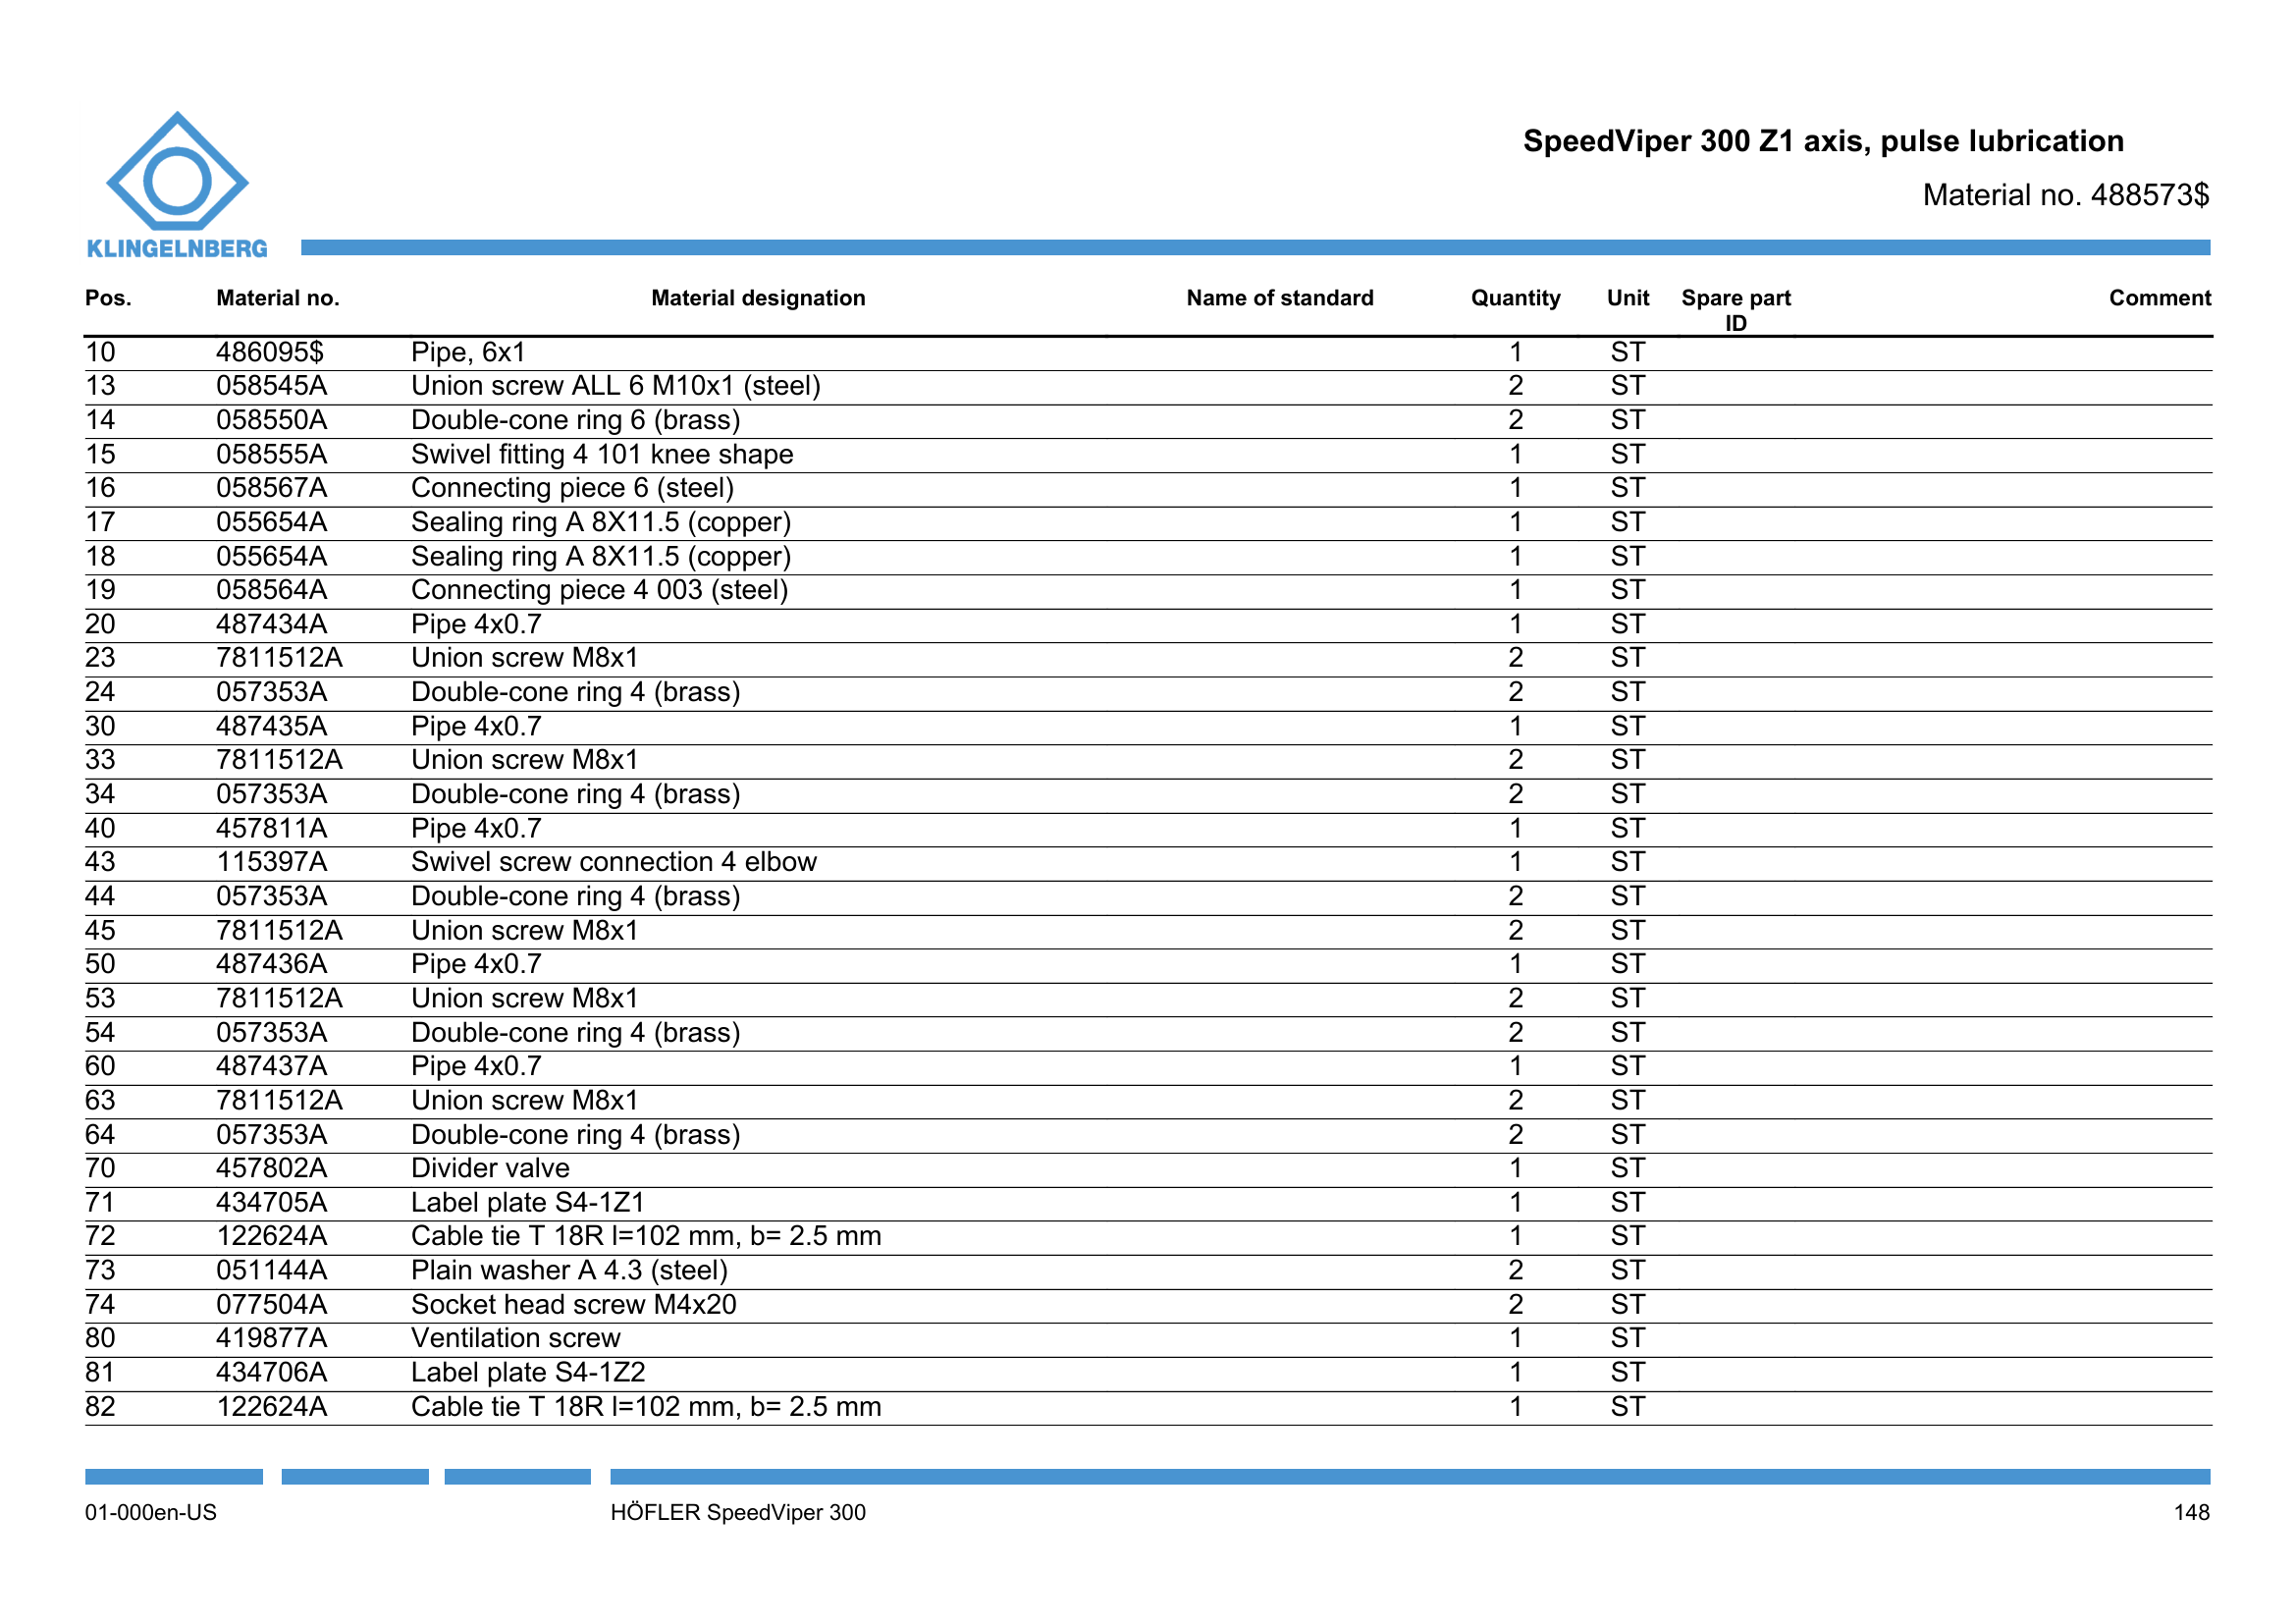 SpeedViper 300 Z1 axis, pulse lubrication
Material no. 488573$
KLINGELNBERG
Pos. Material no. Material designation Name of standard Quantity Unit Spare part ID Comment
10 486095$ Pipe, 6x1 1 ST
13 058545A Union screw ALL 6 M10x1 (steel) 2 ST
14 058550A Double-cone ring 6 (brass) 2 ST
15 058555A Swivel fitting 4 101 knee shape 1 ST
16 058567A Connecting piece 6 (steel) 1 ST
17 055654A Sealing ring A 8X11.5 (copper) 1 ST
18 055654A Sealing ring A 8X11.5 (copper) 1 ST
19 058564A Connecting piece 4 003 (steel) 1 ST
20 487434A Pipe 4x0.7 1 ST
23 7811512A Union screw M8x1 2 ST
24 057353A Double-cone ring 4 (brass) 2 ST
30 487435A Pipe 4x0.7 1 ST
33 7811512A Union screw M8x1 2 ST
34 057353A Double-cone ring 4 (brass) 2 ST
40 457811A Pipe 4x0.7 1 ST
43 115397A Swivel screw connection 4 elbow 1 ST
44 057353A Double-cone ring 4 (brass) 2 ST
45 7811512A Union screw M8x1 2 ST
50 487436A Pipe 4x0.7 1 ST
53 7811512A Union screw M8x1 2 ST
54 057353A Double-cone ring 4 (brass) 2 ST
60 487437A Pipe 4x0.7 1 ST
63 7811512A Union screw M8x1 2 ST
64 057353A Double-cone ring 4 (brass) 2 ST
70 457802A Divider valve 1 ST
71 434705A Label plate S4-1Z1 1 ST
72 122624A Cable tie T 18R l=102 mm, b= 2.5 mm 1 ST
73 051144A Plain washer A 4.3 (steel) 2 ST
74 077504A Socket head screw M4x20 2 ST
80 419877A Ventilation screw 1 ST
81 434706A Label plate S4-1Z2 1 ST
82 122624A Cable tie T 18R l=102 mm, b= 2.5 mm 1 ST
01-000en-US HÖFLER SpeedViper 300 148